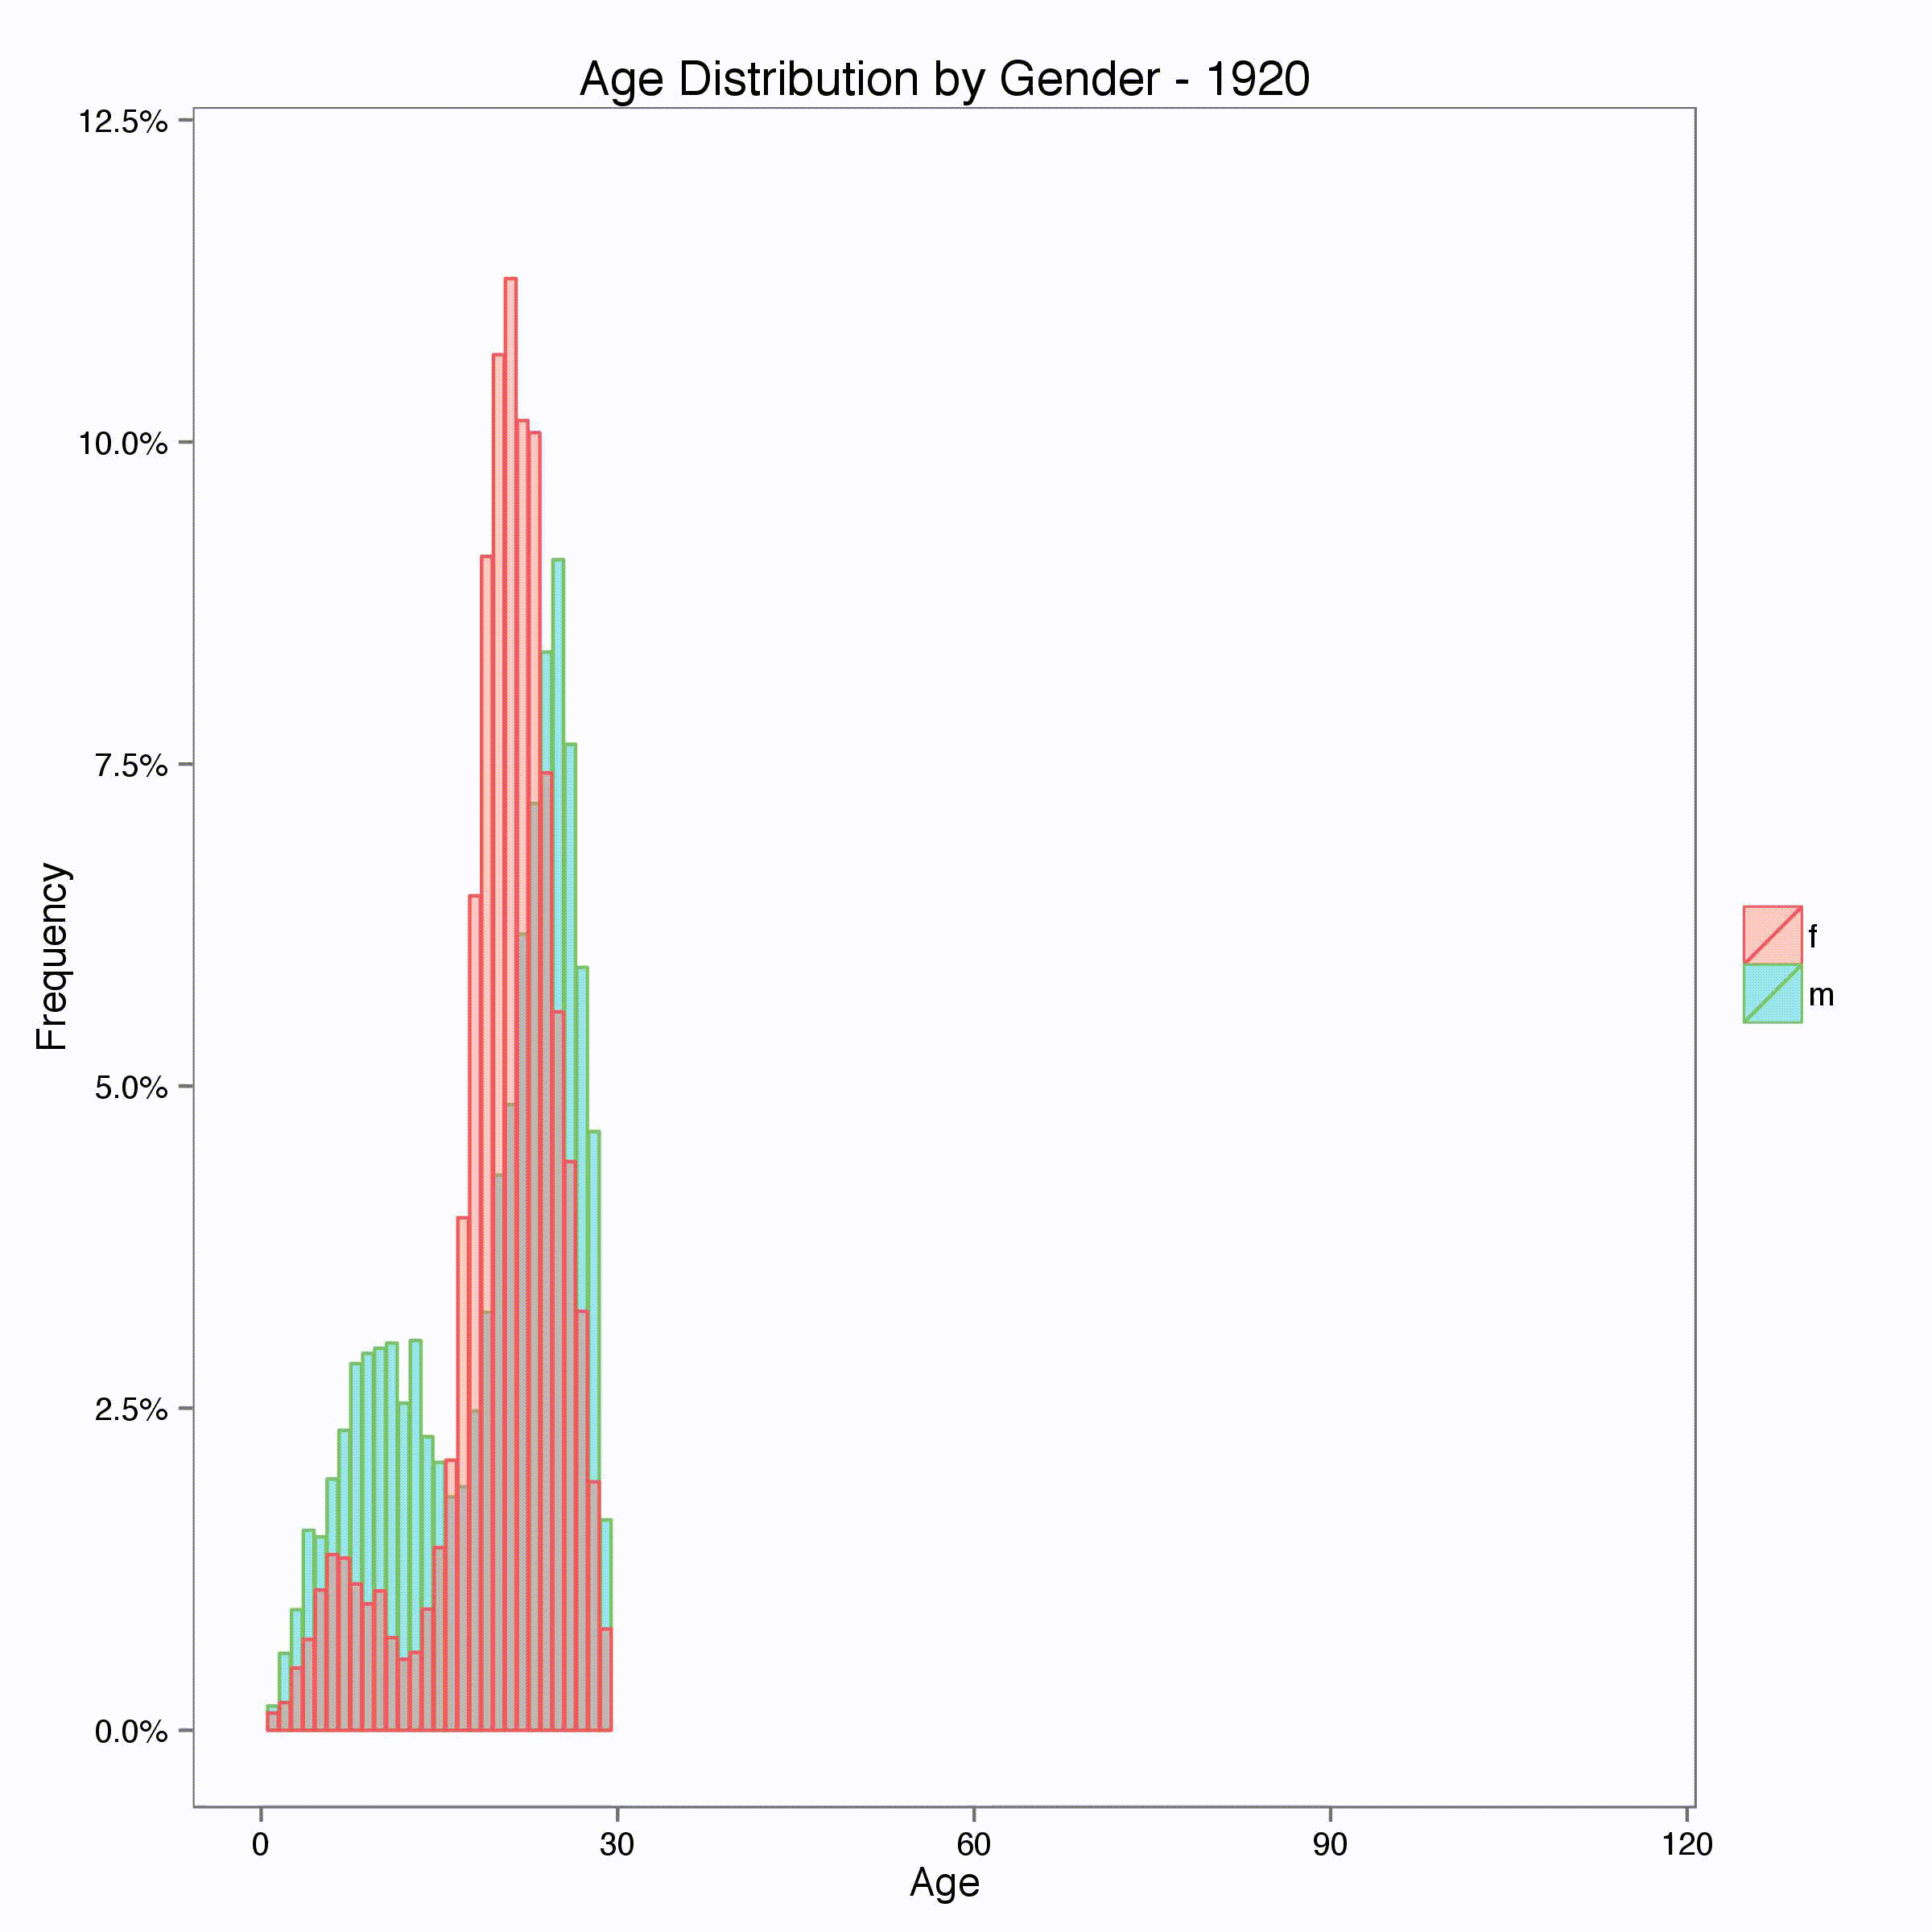 Age Distribution by Gender - 1920
12.5%
10.0%
7.5%
5.0%
2.5%
0.0%
Frequency
0 30 60 90 120
Age
f
m